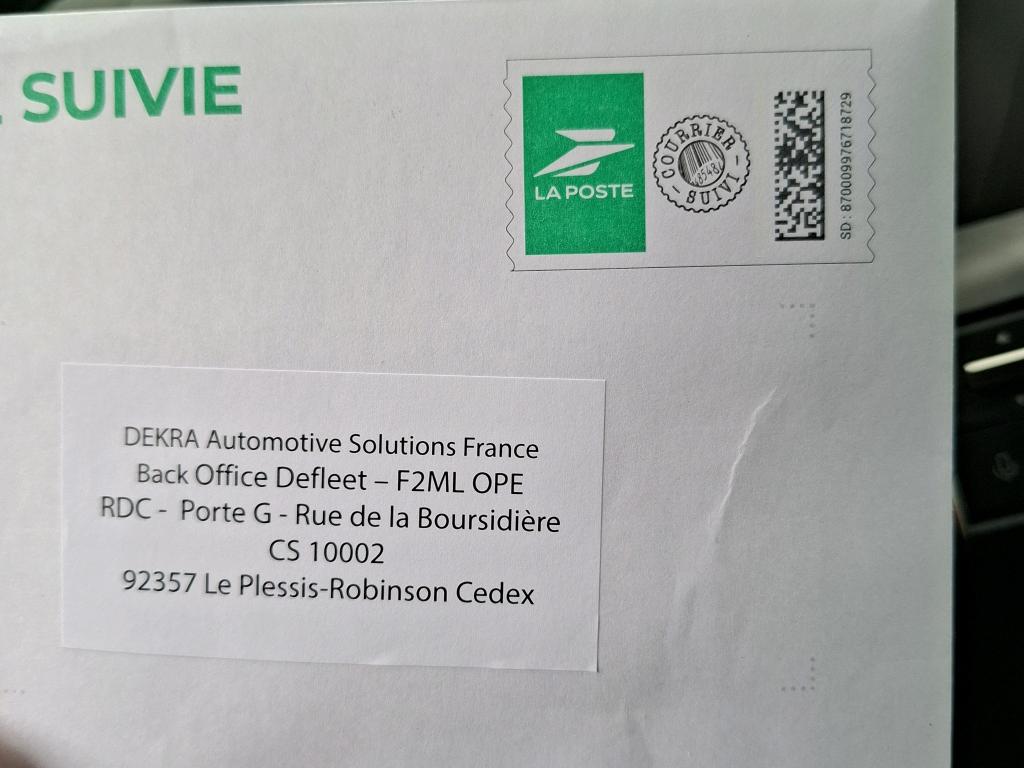 SUIVIE
LA POSTE
COURRIER
SUIVI
SD : 870009976718729
DEKRA Automotive Solutions France
Back Office Defleet – F2ML OPE
RDC - Porte G - Rue de la Boursidière
CS 10002
92357 Le Plessis-Robinson Cedex